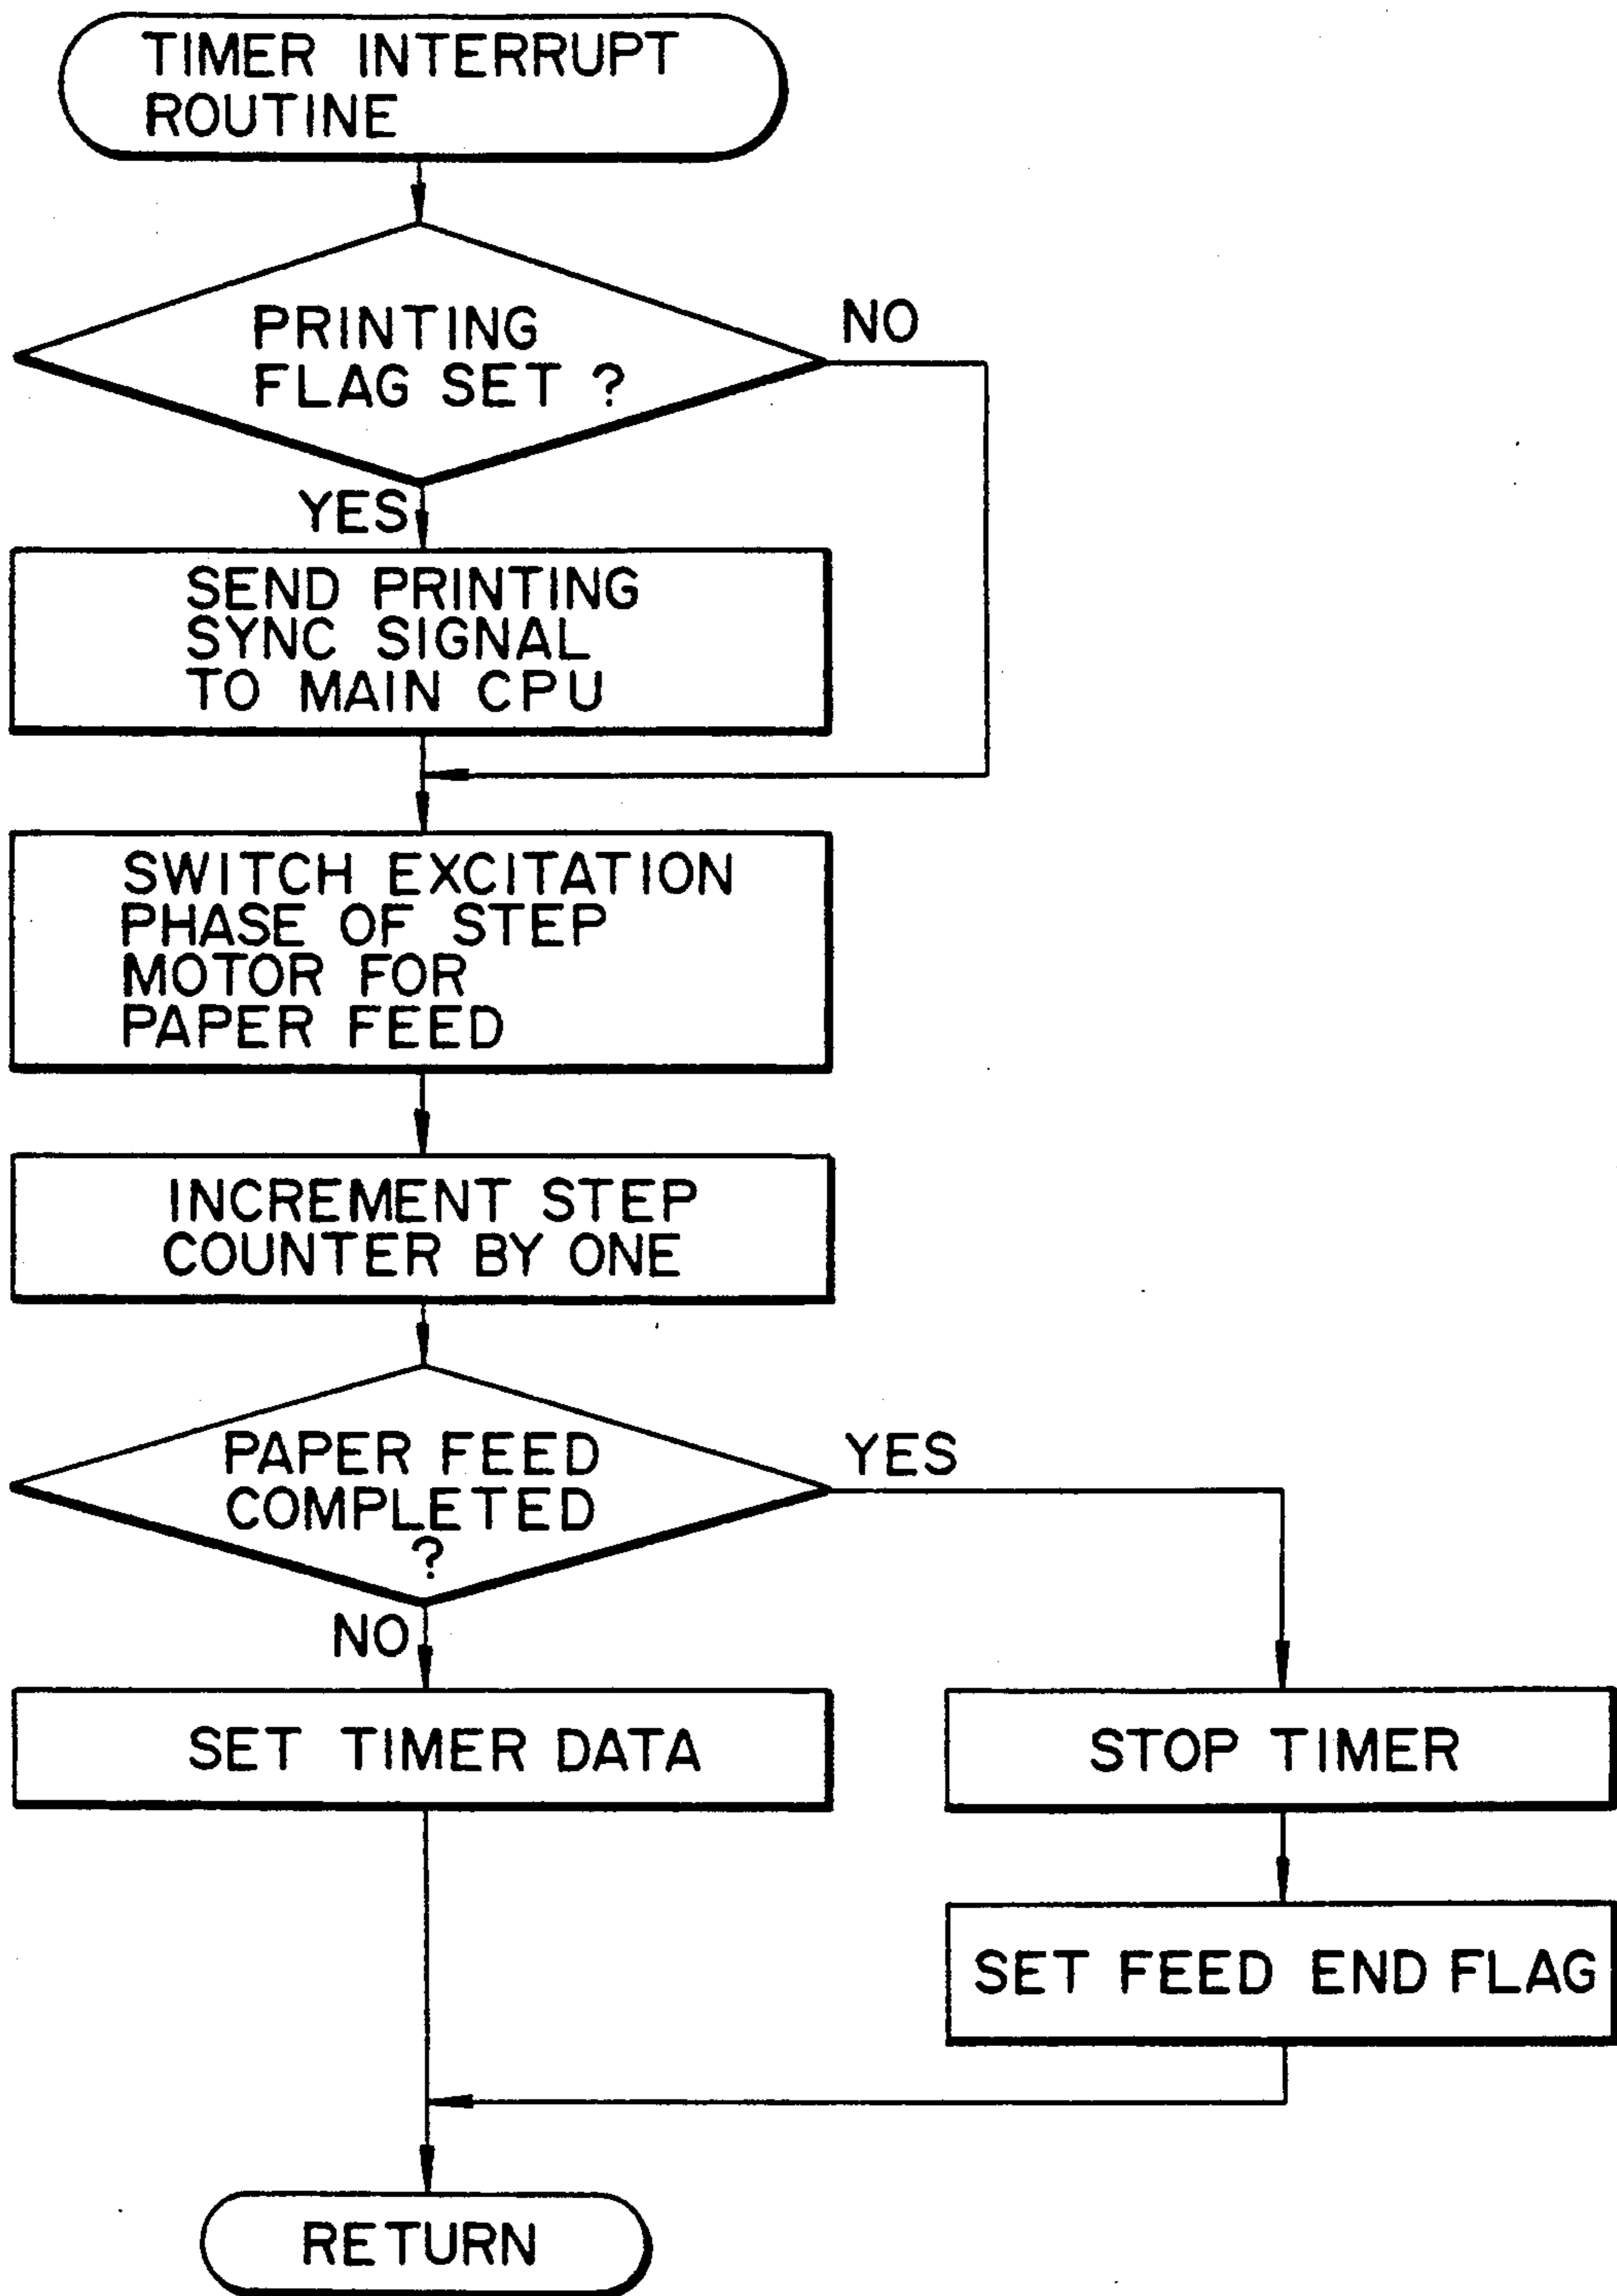 TIMER INTERRUPT
ROUTINE
PRINTING
FLAG SET ?
NO
YES
SEND PRINTING
SYNC SIGNAL
TO MAIN CPU
SWITCH EXCITATION
PHASE OF STEP
MOTOR FOR
PAPER FEED
INCREMENT STEP
COUNTER BY ONE
PAPER FEED
COMPLETED
?
YES
NO
SET TIMER DATA
STOP TIMER
SET FEED END FLAG
RETURN